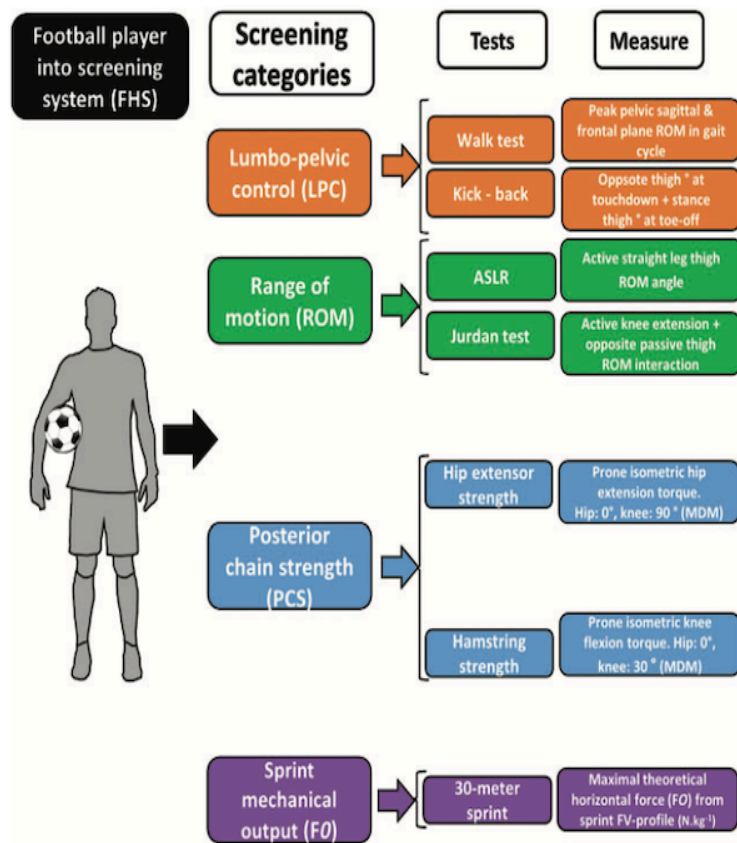 Football player
into screening
system (FHS)
Screening
categories
Tests
Measure
Lumbo-pelvic
control (LPC)
Walk test
Peak pelvic sagittal &
frontal plane ROM in gait
cycle
Kick - back
Oppsote thigh ° at
touchdown + stance
thigh ° at toe-off
Range of
motion (ROM)
ASLR
Active straight leg thigh
ROM angle
Jurdan test
Active knee extension +
opposite passive thigh
ROM interaction
Posterior
chain strength
(PCS)
Hip extensor
strength
Prone isometric hip
extension torque.
Hip: 0°, knee: 90 ° (MDM)
Hamstring
strength
Prone isometric knee
flexion torque. Hip: 0°,
knee: 30 ° (MDM)
Sprint
mechanical
output (F0)
30-meter
sprint
Maximal theoretical
horizontal force (F0) from
sprint FV-profile (N.kg⁻¹)